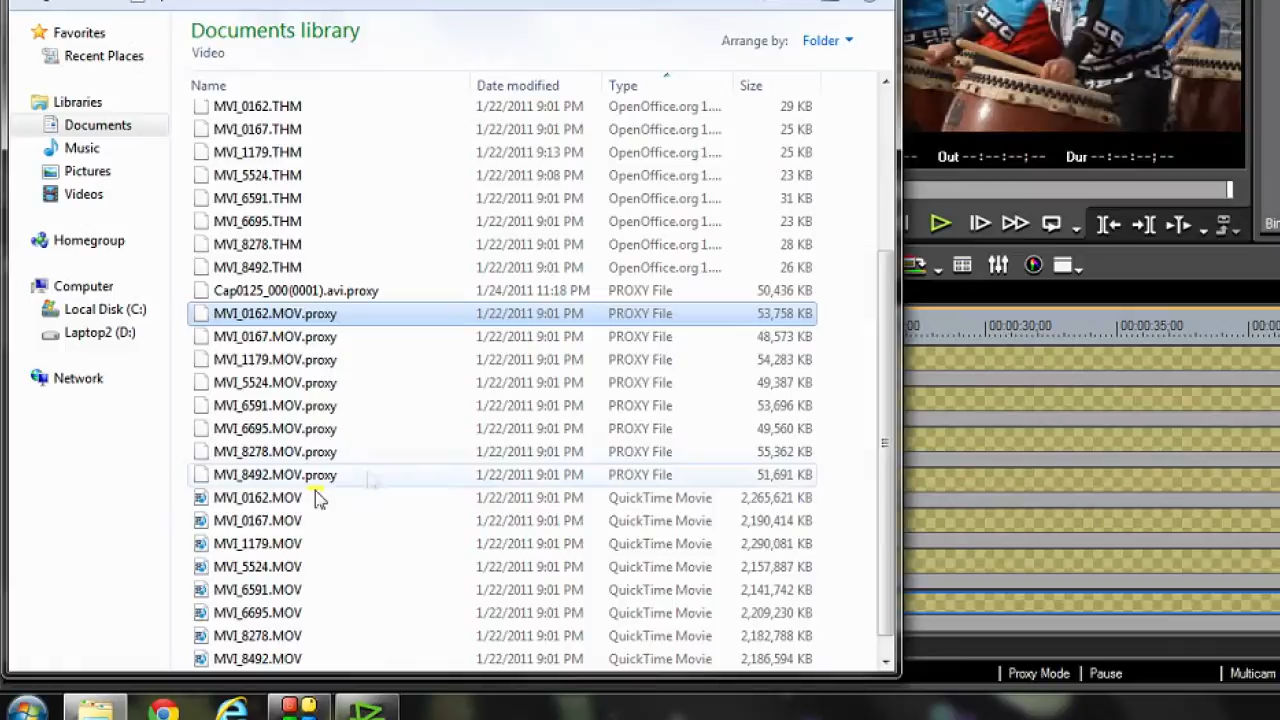 Favorites
Recent Places
Libraries
Documents
Music
Pictures
Videos
Homegroup
Computer
Local Disk (C:)
Laptop2 (D:)
Network
Documents library
Video
Arrange by: Folder
Name Date modified Type Size
MVI_0162.THM 1/22/2011 9:01 PM OpenOffice.org 1.... 29 KB
MVI_0167.THM 1/22/2011 9:01 PM OpenOffice.org 1.... 25 KB
MVI_1179.THM 1/22/2011 9:13 PM OpenOffice.org 1.... 25 KB
MVI_5524.THM 1/22/2011 9:08 PM OpenOffice.org 1.... 23 KB
MVI_6591.THM 1/22/2011 9:01 PM OpenOffice.org 1.... 31 KB
MVI_6695.THM 1/22/2011 9:01 PM OpenOffice.org 1.... 23 KB
MVI_8278.THM 1/22/2011 9:01 PM OpenOffice.org 1.... 28 KB
MVI_8492.THM 1/22/2011 9:01 PM OpenOffice.org 1.... 26 KB
Cap0125_000(0001).avi.proxy 1/24/2011 11:18 PM PROXY File 50,436 KB
MVI_0162.MOV.proxy 1/22/2011 9:01 PM PROXY File 53,758 KB
MVI_0167.MOV.proxy 1/22/2011 9:01 PM PROXY File 48,573 KB
MVI_1179.MOV.proxy 1/22/2011 9:01 PM PROXY File 54,283 KB
MVI_5524.MOV.proxy 1/22/2011 9:01 PM PROXY File 49,387 KB
MVI_6591.MOV.proxy 1/22/2011 9:01 PM PROXY File 53,696 KB
MVI_6695.MOV.proxy 1/22/2011 9:01 PM PROXY File 49,560 KB
MVI_8278.MOV.proxy 1/22/2011 9:01 PM PROXY File 55,362 KB
MVI_8492.MOV.proxy 1/22/2011 9:01 PM PROXY File 51,691 KB
MVI_0162.MOV 1/22/2011 9:01 PM QuickTime Movie 2,265,621 KB
MVI_0167.MOV 1/22/2011 9:01 PM QuickTime Movie 2,190,414 KB
MVI_1179.MOV 1/22/2011 9:01 PM QuickTime Movie 2,290,081 KB
MVI_5524.MOV 1/22/2011 9:01 PM QuickTime Movie 2,157,887 KB
MVI_6591.MOV 1/22/2011 9:01 PM QuickTime Movie 2,141,742 KB
MVI_6695.MOV 1/22/2011 9:01 PM QuickTime Movie 2,209,230 KB
MVI_8278.MOV 1/22/2011 9:01 PM QuickTime Movie 2,182,788 KB
MVI_8492.MOV 1/22/2011 9:01 PM QuickTime Movie 2,186,594 KB
Out --:--:--;-- Dur --:--:--;--
Bin
:00 00:00:30;00 00:00:35;00 00:0
Proxy Mode Pause Multicam